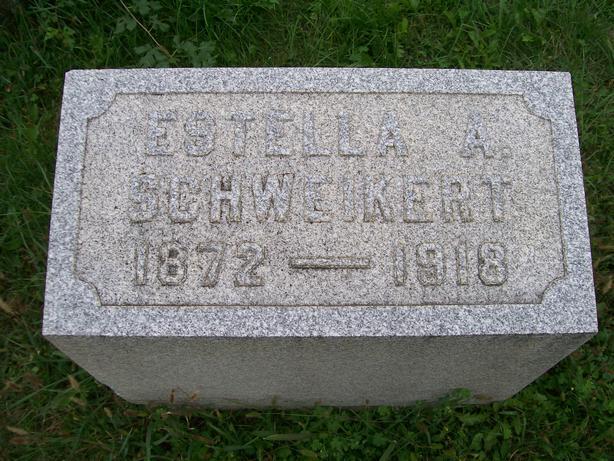 ESTELLA A.
SCHWEIKERT
1872 — 1918